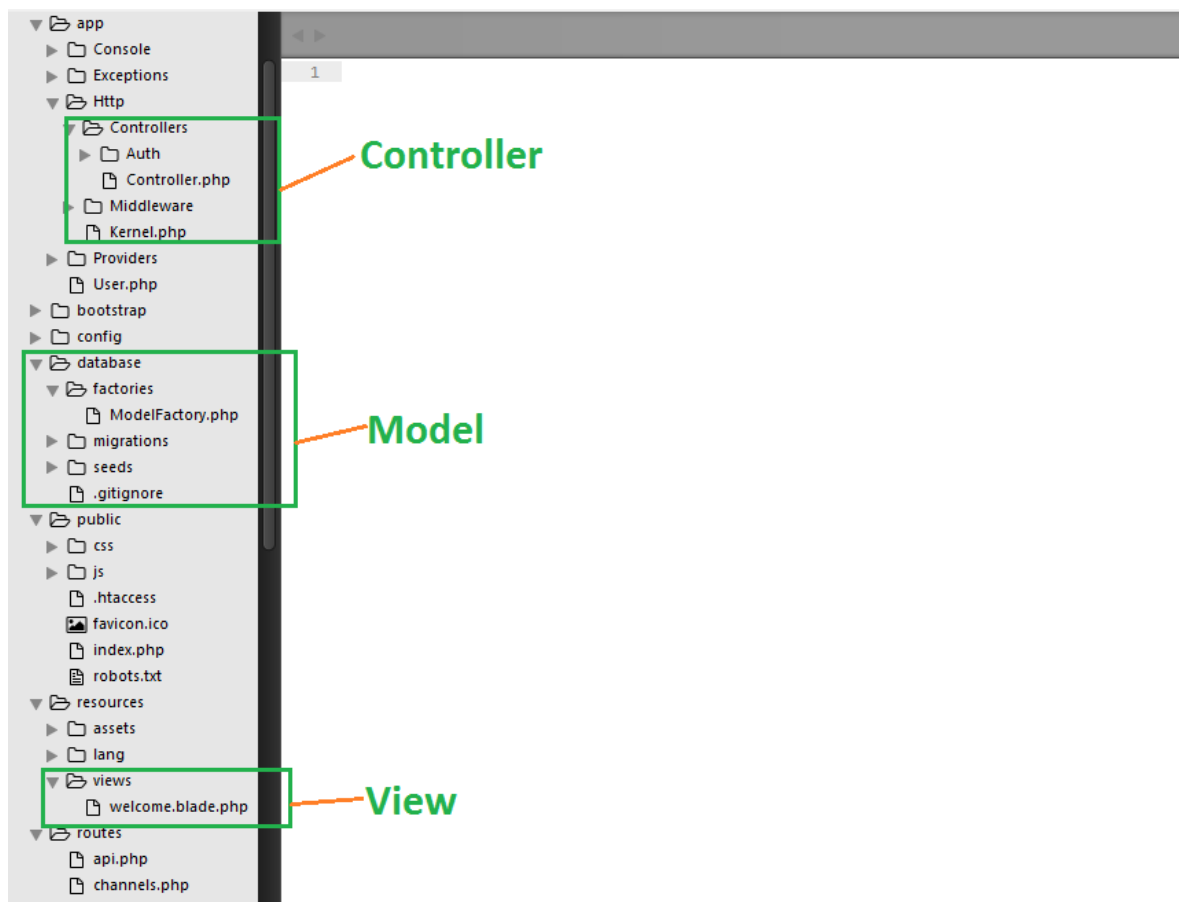 app
Console
Exceptions
Http
Controllers
Auth
Controller.php
Middleware
Kernel.php
Providers
User.php
bootstrap
config
database
factories
ModelFactory.php
migrations
seeds
.gitignore
public
css
js
.htaccess
favicon.ico
index.php
robots.txt
resources
assets
lang
views
welcome.blade.php
routes
api.php
channels.php
1
Controller
Model
View